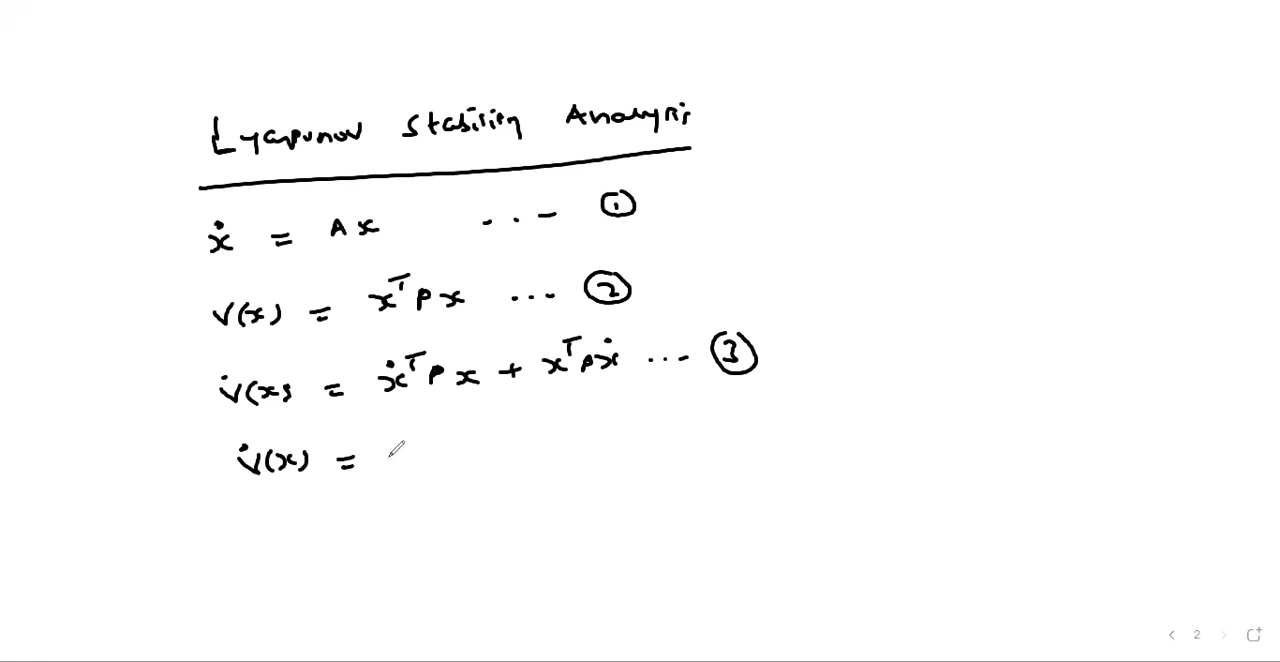 Lyapunov Stability Analysis
ẋ = Ax ... ①
V(x) = xᵀPx ... ②
V̇(x) = ẋᵀPx + xᵀPẋ ... ③
V̇(x) =
2